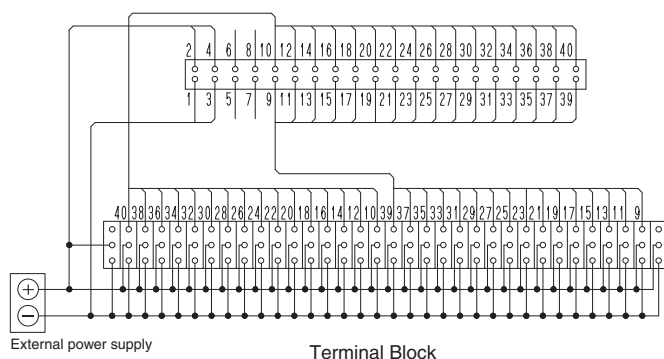 2 4 6 8 10 12 14 16 18 20 22 24 26 28 30 32 34 36 38 40
1 3 5 7 9 11 13 15 17 19 21 23 25 27 29 31 33 35 37 39
40 38 36 34 32 30 28 26 24 22 20 18 16 14 12 10 39 37 35 33 31 29 27 25 23 21 19 17 15 13 11 9
+
−
External power supply
Terminal Block